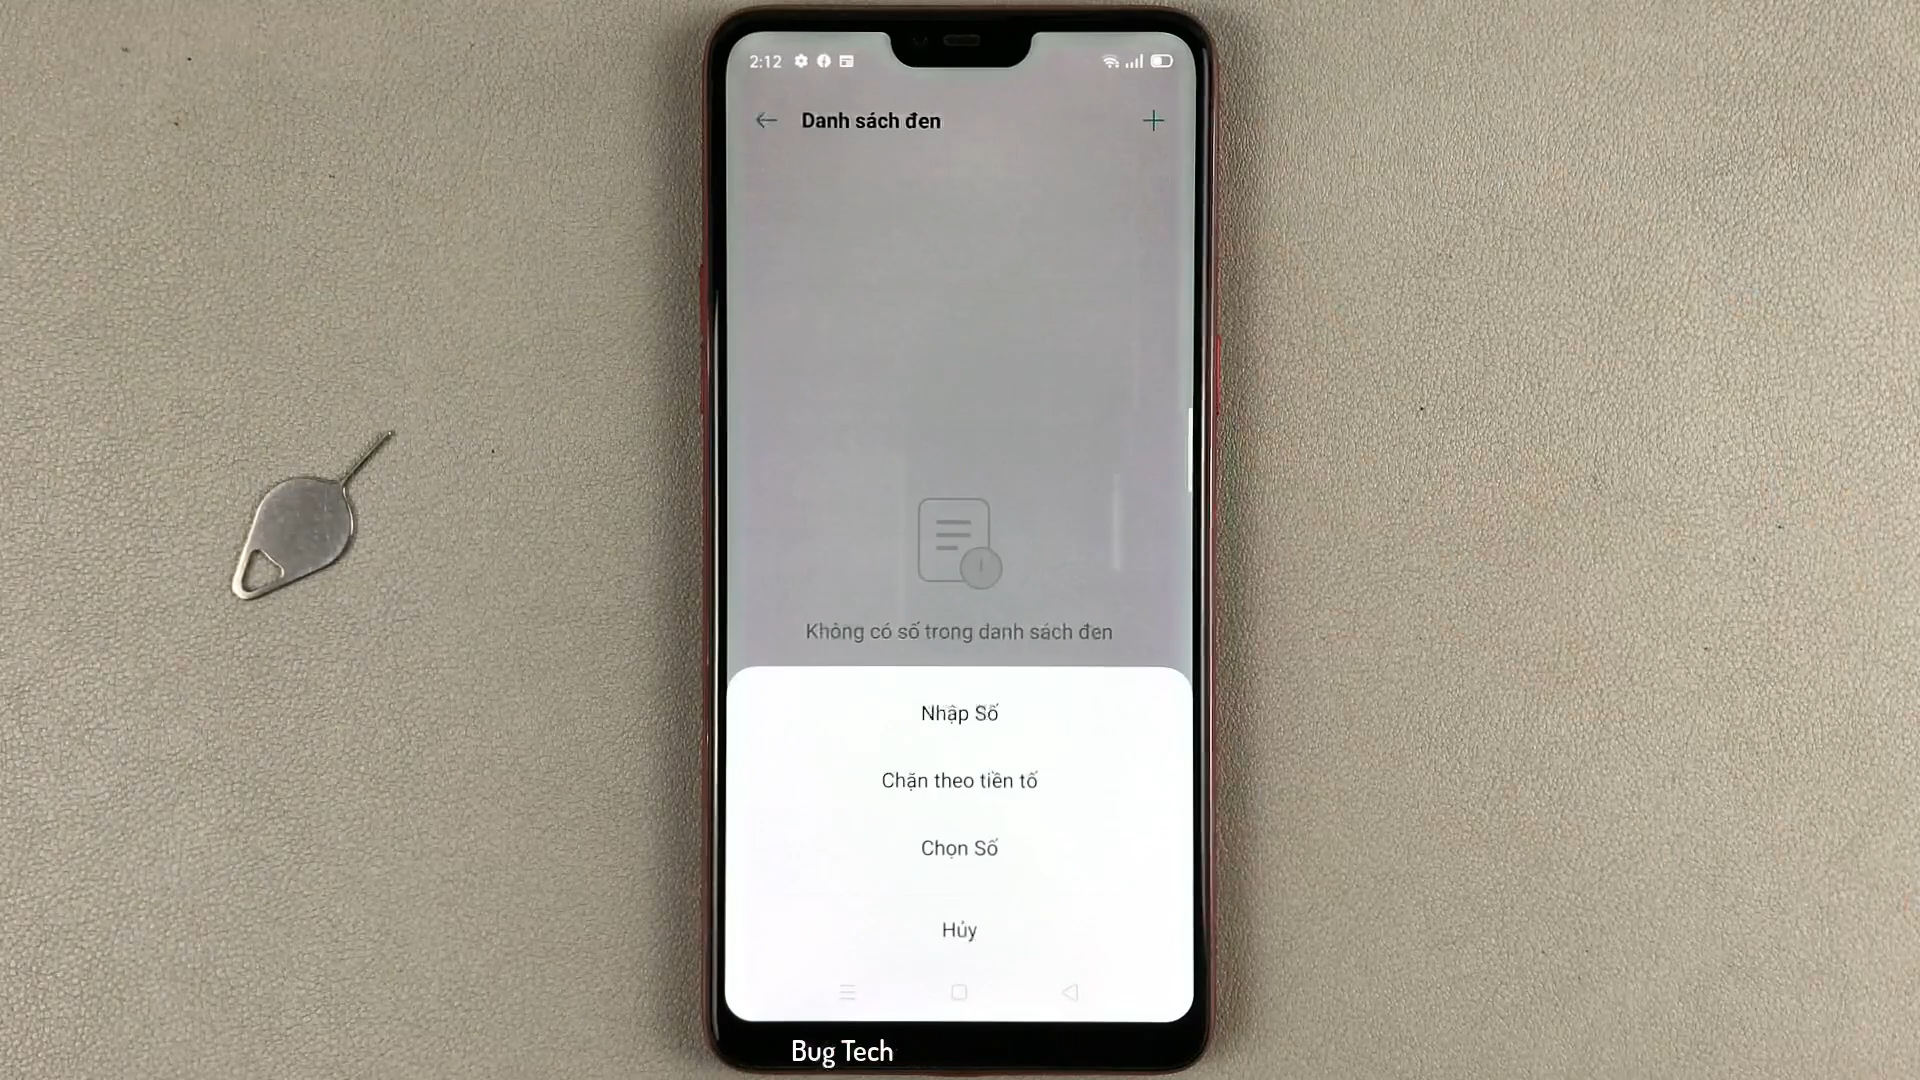 2:12
Danh sách đen
Không có số trong danh sách đen
Nhập Số
Chặn theo tiền tố
Chọn Số
Hủy
Bug Tech